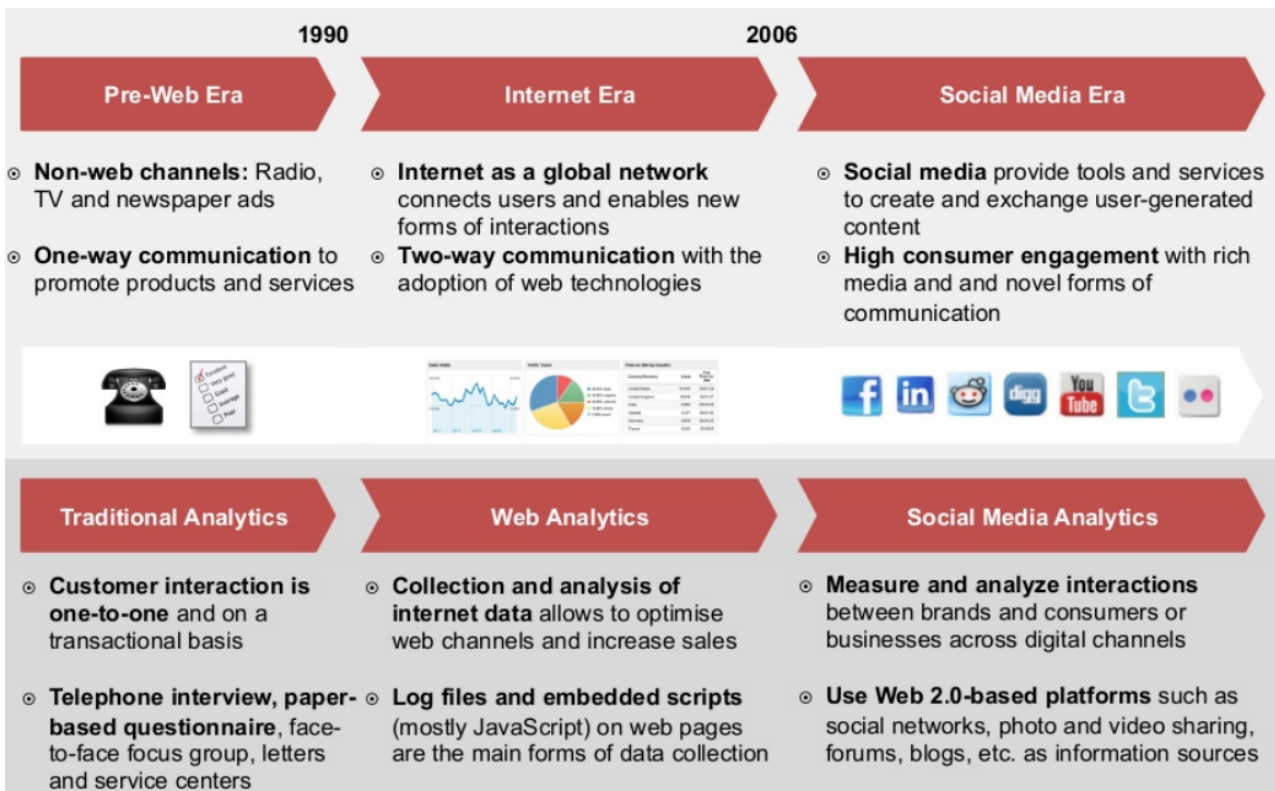 1990
2006
Pre-Web Era
Internet Era
Social Media Era
Non-web channels: Radio,
TV and newspaper ads
One-way communication to
promote products and services
Internet as a global network
connects users and enables new
forms of interactions
Two-way communication with the
adoption of web technologies
Social media provide tools and services
to create and exchange user-generated
content
High consumer engagement with rich
media and and novel forms of
communication
Excellent
Very good
Good
Average
Poor
f
in
digg
You
Tube
t
Traditional Analytics
Web Analytics
Social Media Analytics
Customer interaction is
one-to-one and on a
transactional basis
Telephone interview, paper-
based questionnaire, face-
to-face focus group, letters
and service centers
Collection and analysis of
internet data allows to optimise
web channels and increase sales
Log files and embedded scripts
(mostly JavaScript) on web pages
are the main forms of data collection
Measure and analyze interactions
between brands and consumers or
businesses across digital channels
Use Web 2.0-based platforms such as
social networks, photo and video sharing,
forums, blogs, etc. as information sources